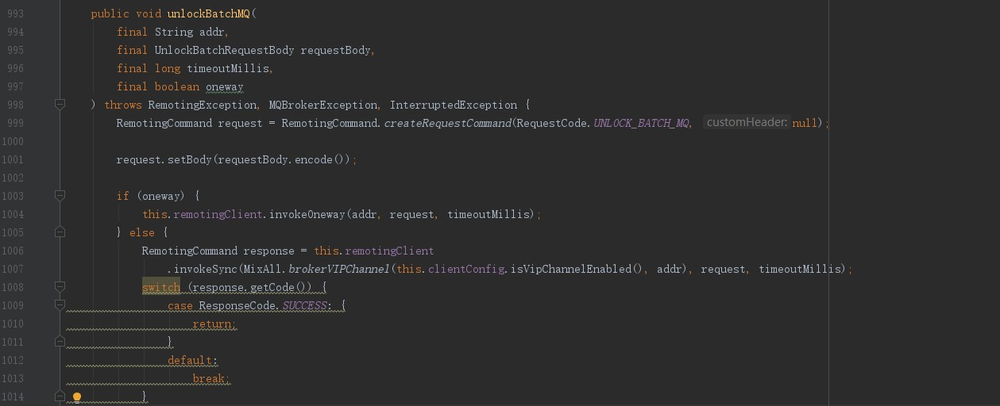 993 public void unlockBatchMQ(
994 final String addr,
995 final UnlockBatchRequestBody requestBody,
996 final long timeoutMillis,
997 final boolean oneway
998 ) throws RemotingException, MQBrokerException, InterruptedException {
999 RemotingCommand request = RemotingCommand.createRequestCommand(RequestCode.UNLOCK_BATCH_MQ, customHeader: null);
1000
1001 request.setBody(requestBody.encode());
1002
1003 if (oneway) {
1004 this.remotingClient.invokeOneway(addr, request, timeoutMillis);
1005 } else {
1006 RemotingCommand response = this.remotingClient
1007 .invokeSync(MixAll.brokerVIPChannel(this.clientConfig.isVipChannelEnabled(), addr), request, timeoutMillis);
1008 switch (response.getCode()) {
1009 case ResponseCode.SUCCESS: {
1010 return;
1011 }
1012 default:
1013 break;
1014 }